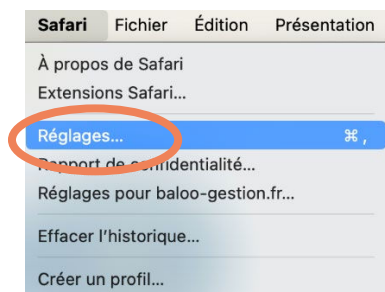 Safari Fichier Édition Présentation
À propos de Safari
Extensions Safari...
Réglages... ⌘ ,
Rapport de confidentialité...
Réglages pour baloo-gestion.fr...
Effacer l'historique...
Créer un profil...